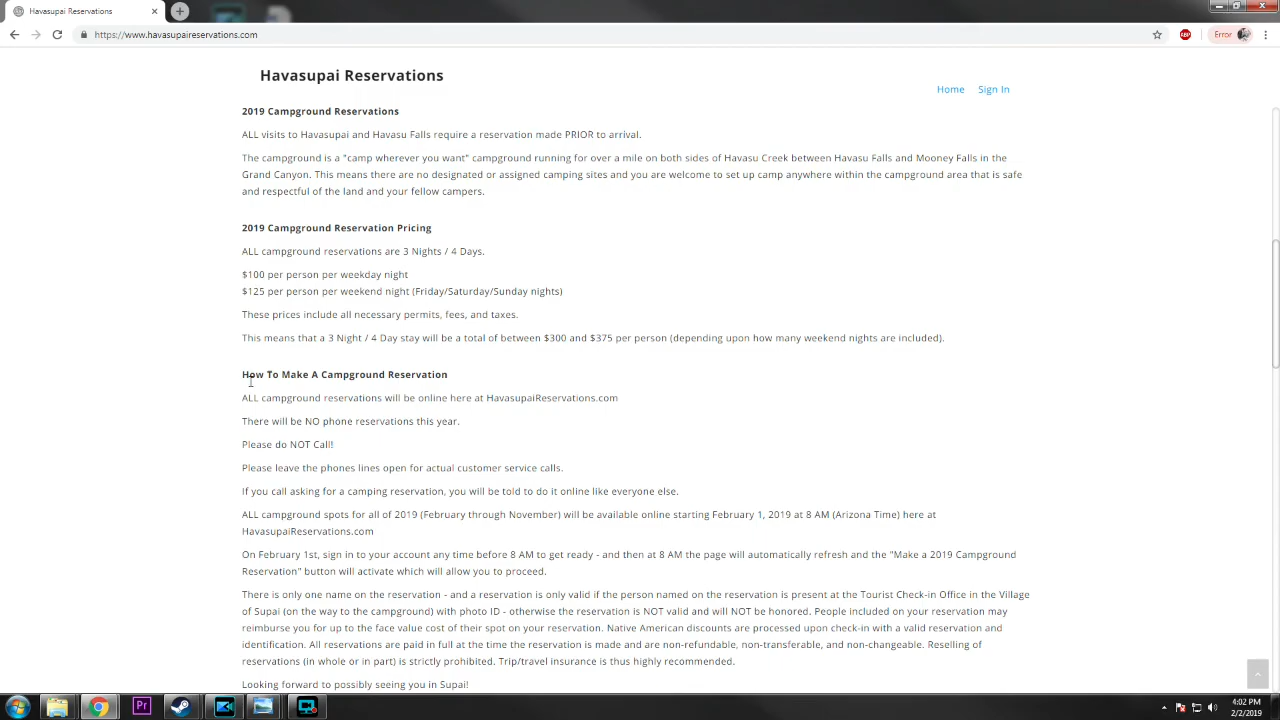 Havasupai Reservations
https://www.havasupaireservations.com
ABP
Error
Havasupai Reservations
Home Sign In
2019 Campground Reservations
ALL visits to Havasupai and Havasu Falls require a reservation made PRIOR to arrival.
The campground is a "camp wherever you want" campground running for over a mile on both sides of Havasu Creek between Havasu Falls and Mooney Falls in the
Grand Canyon. This means there are no designated or assigned camping sites and you are welcome to set up camp anywhere within the campground area that is safe
and respectful of the land and your fellow campers.
2019 Campground Reservation Pricing
ALL campground reservations are 3 Nights / 4 Days.
$100 per person per weekday night
$125 per person per weekend night (Friday/Saturday/Sunday nights)
These prices include all necessary permits, fees, and taxes.
This means that a 3 Night / 4 Day stay will be a total of between $300 and $375 per person (depending upon how many weekend nights are included).
How To Make A Campground Reservation
ALL campground reservations will be online here at HavasupaiReservations.com
There will be NO phone reservations this year.
Please do NOT Call!
Please leave the phones lines open for actual customer service calls.
If you call asking for a camping reservation, you will be told to do it online like everyone else.
ALL campground spots for all of 2019 (February through November) will be available online starting February 1, 2019 at 8 AM (Arizona Time) here at
HavasupaiReservations.com
On February 1st, sign in to your account any time before 8 AM to get ready - and then at 8 AM the page will automatically refresh and the "Make a 2019 Campground
Reservation" button will activate which will allow you to proceed.
There is only one name on the reservation - and a reservation is only valid if the person named on the reservation is present at the Tourist Check-in Office in the Village
of Supai (on the way to the campground) with photo ID - otherwise the reservation is NOT valid and will NOT be honored. People included on your reservation may
reimburse you for up to the face value cost of their spot on your reservation. Native American discounts are processed upon check-in with a valid reservation and
identification. All reservations are paid in full at the time the reservation is made and are non-refundable, non-transferable, and non-changeable. Reselling of
reservations (in whole or in part) is strictly prohibited. Trip/travel insurance is thus highly recommended.
Looking forward to possibly seeing you in Supai!
Pr
4:02 PM
2/2/2019